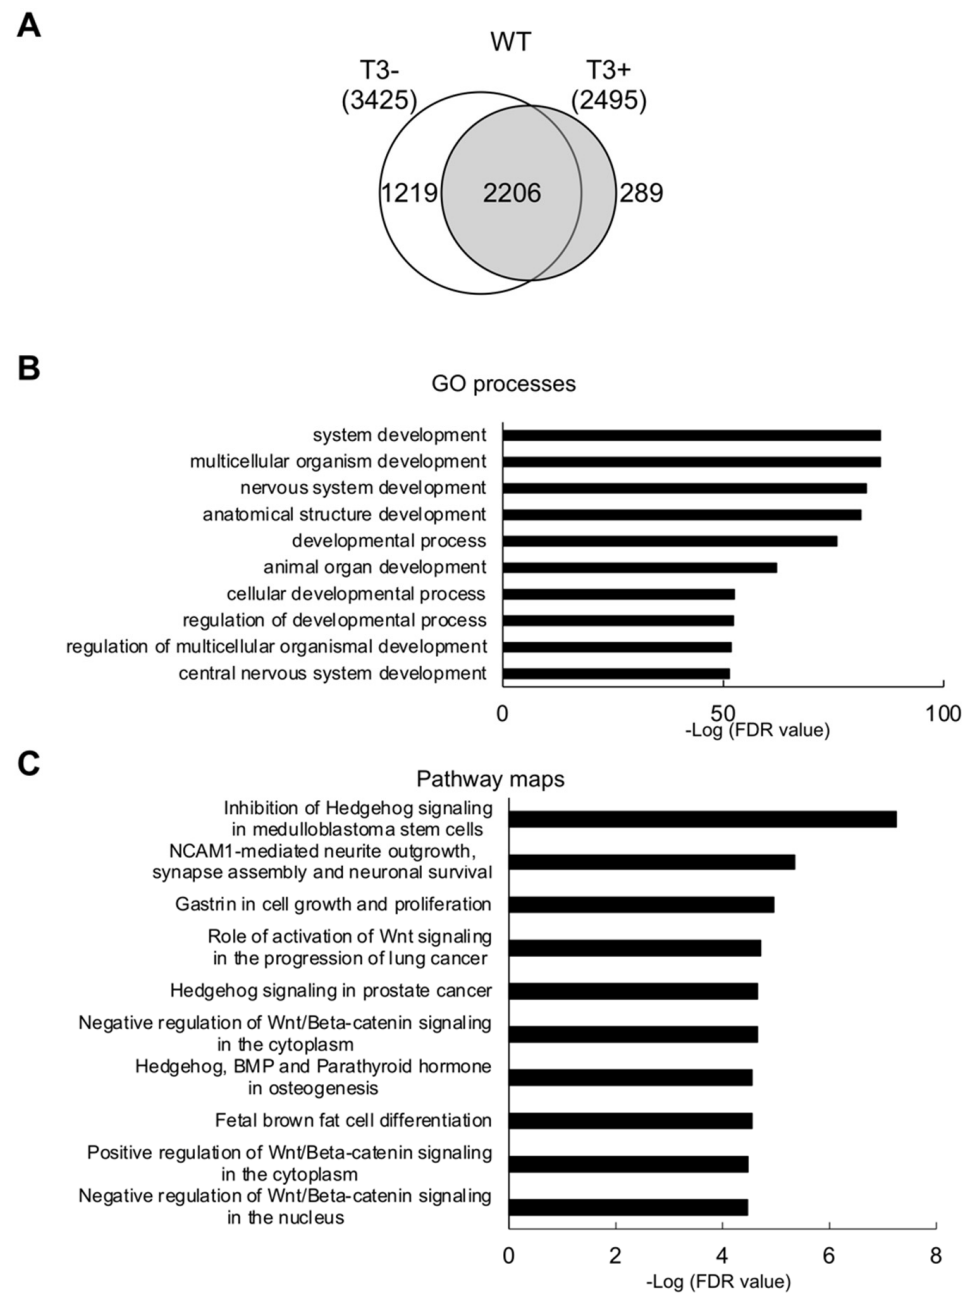 A
WT
T3-
(3425)
T3+
(2495)
1219
2206
289
B
GO processes
system development
multicellular organism development
nervous system development
anatomical structure development
developmental process
animal organ development
cellular developmental process
regulation of developmental process
regulation of multicellular organismal development
central nervous system development
0
50
100
-Log (FDR value)
C
Pathway maps
Inhibition of Hedgehog signaling
in medulloblastoma stem cells
NCAM1-mediated neurite outgrowth,
synapse assembly and neuronal survival
Gastrin in cell growth and proliferation
Role of activation of Wnt signaling
in the progression of lung cancer
Hedgehog signaling in prostate cancer
Negative regulation of Wnt/Beta-catenin signaling
in the cytoplasm
Hedgehog, BMP and Parathyroid hormone
in osteogenesis
Fetal brown fat cell differentiation
Positive regulation of Wnt/Beta-catenin signaling
in the cytoplasm
Negative regulation of Wnt/Beta-catenin signaling
in the nucleus
0
2
4
6
8
-Log (FDR value)